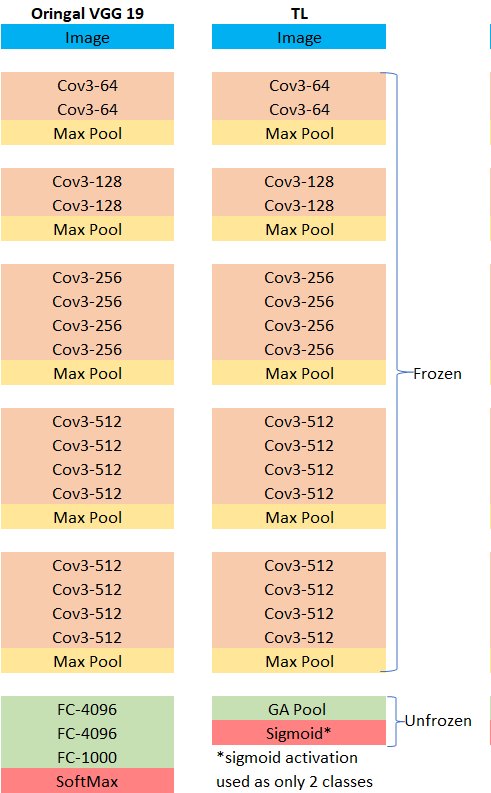 Oringal VGG 19
Image
Cov3-64
Cov3-64
Max Pool
Cov3-128
Cov3-128
Max Pool
Cov3-256
Cov3-256
Cov3-256
Cov3-256
Max Pool
Cov3-512
Cov3-512
Cov3-512
Cov3-512
Max Pool
Cov3-512
Cov3-512
Cov3-512
Cov3-512
Max Pool
FC-4096
FC-4096
FC-1000
SoftMax
TL
Image
Cov3-64
Cov3-64
Max Pool
Cov3-128
Cov3-128
Max Pool
Cov3-256
Cov3-256
Cov3-256
Cov3-256
Max Pool
Cov3-512
Cov3-512
Cov3-512
Cov3-512
Max Pool
Cov3-512
Cov3-512
Cov3-512
Cov3-512
Max Pool
GA Pool
Sigmoid*
*sigmoid activation
used as only 2 classes
Frozen
Unfrozen